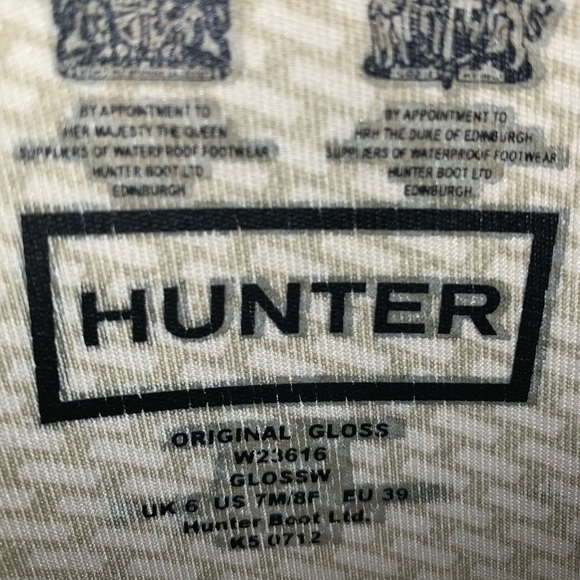 BY APPOINTMENT TO
HER MAJESTY THE QUEEN
SUPPLIERS OF WATERPROOF FOOTWEAR
HUNTER BOOT LTD
EDINBURGH
BY APPOINTMENT TO
HRH THE DUKE OF EDINBURGH
SUPPLIERS OF WATERPROOF FOOTWEAR
HUNTER BOOT LTD
EDINBURGH
HUNTER
ORIGINAL GLOSS
W23616
GLOSSW
UK 6 US 7M/8F EU 39
Hunter Boot Ltd.
K5 0712